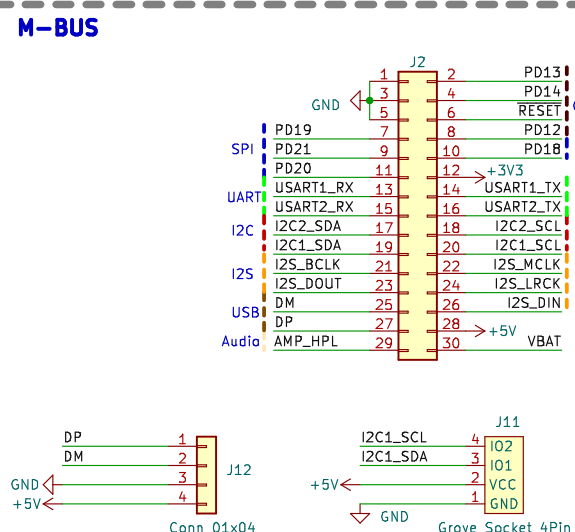 M-BUS
J2
1 2 PD13
GND 3 4 PD14
5 6 RESET
PD19 7 8 PD12
SPI PD21 9 10 PD18
PD20 11 12 +3V3
UART USART1_RX 13 14 USART1_TX
USART2_RX 15 16 USART2_TX
I2C I2C2_SDA 17 18 I2C2_SCL
I2C1_SDA 19 20 I2C1_SCL
I2S I2S_BCLK 21 22 I2S_MCLK
I2S_DOUT 23 24 I2S_LRCK
USB DM 25 26 I2S_DIN
DP 27 28 +5V
Audio AMP_HPL 29 30 VBAT
DP 1
DM 2
GND 3
+5V 4
J12
Conn_01x04
J11
I2C1_SCL 4 IO2
I2C1_SDA 3 IO1
+5V 2 VCC
1 GND
GND
Grove Socket 4Pin